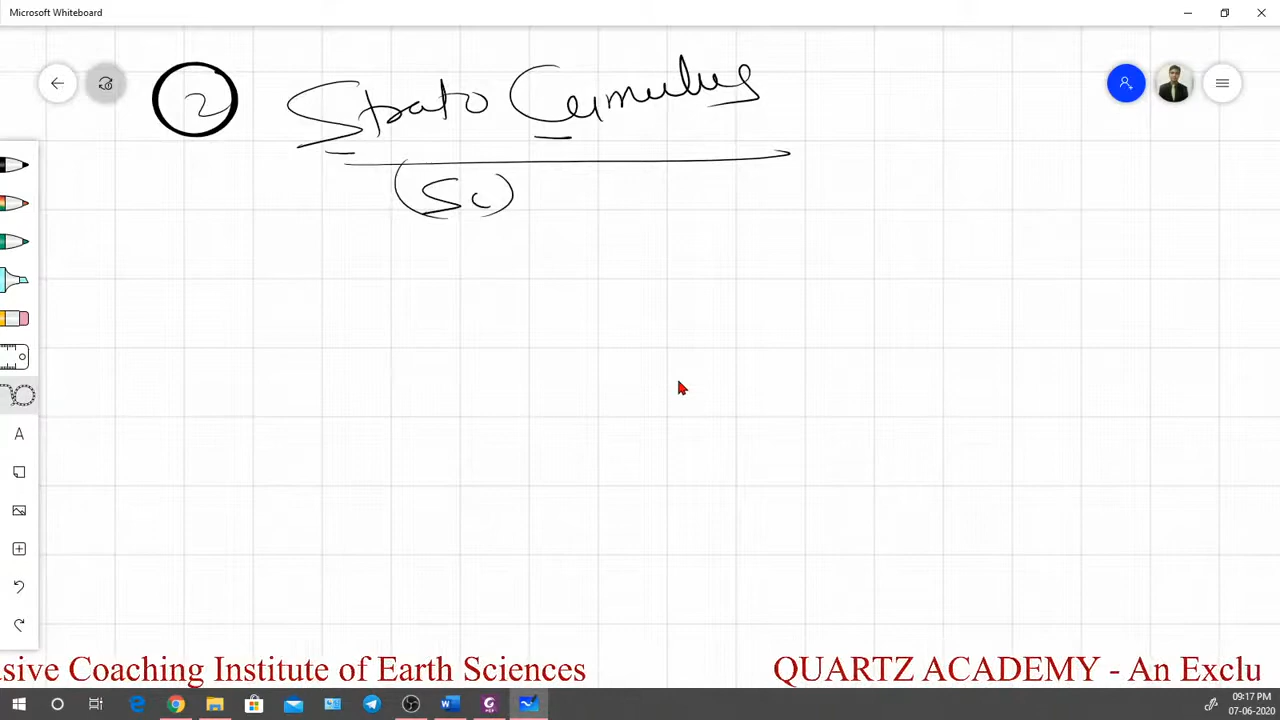 Microsoft Whiteboard
2 Strato Cumulus
(Sc)
A
sive Coaching Institute of Earth Sciences QUARTZ ACADEMY - An Exclu
09:17 PM
07-06-2020